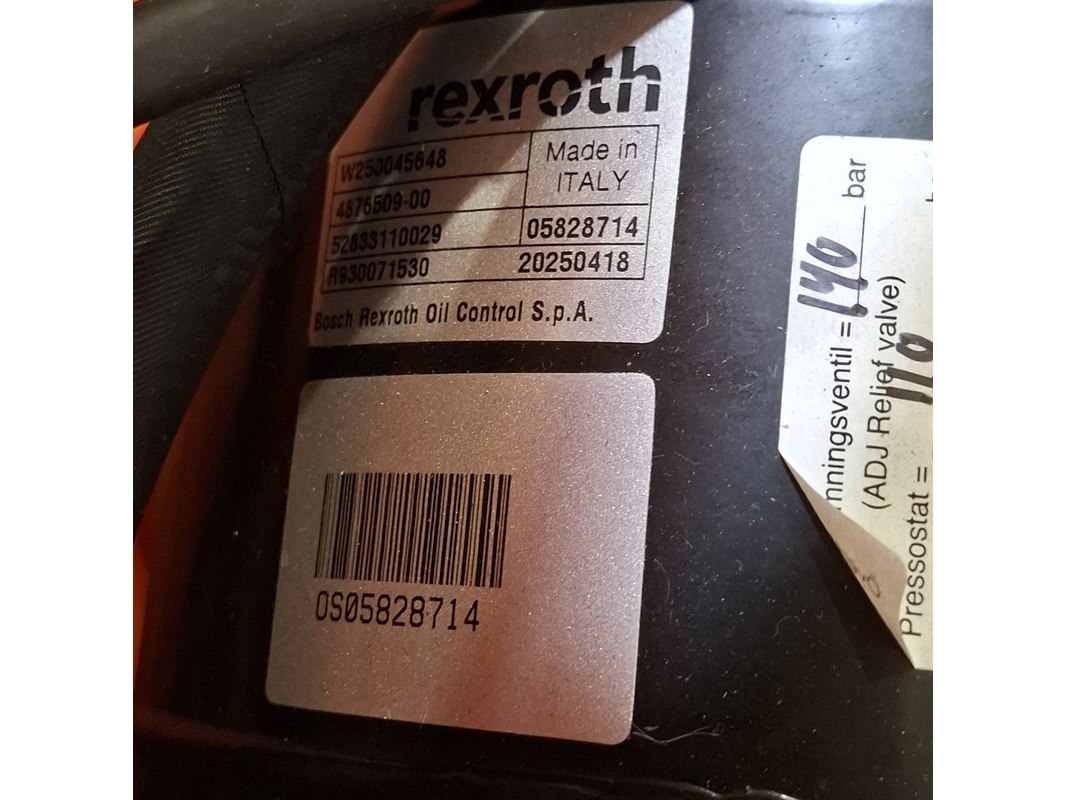 rexroth
W250045648
Made in
ITALY
4876509-00
52833110029
05828714
R930071530
20250418
Bosch Rexroth Oil Control S.p.A.
OS05828714
nningsventil = 140 bar
(ADJ Relief valve)
Pressostat = 110